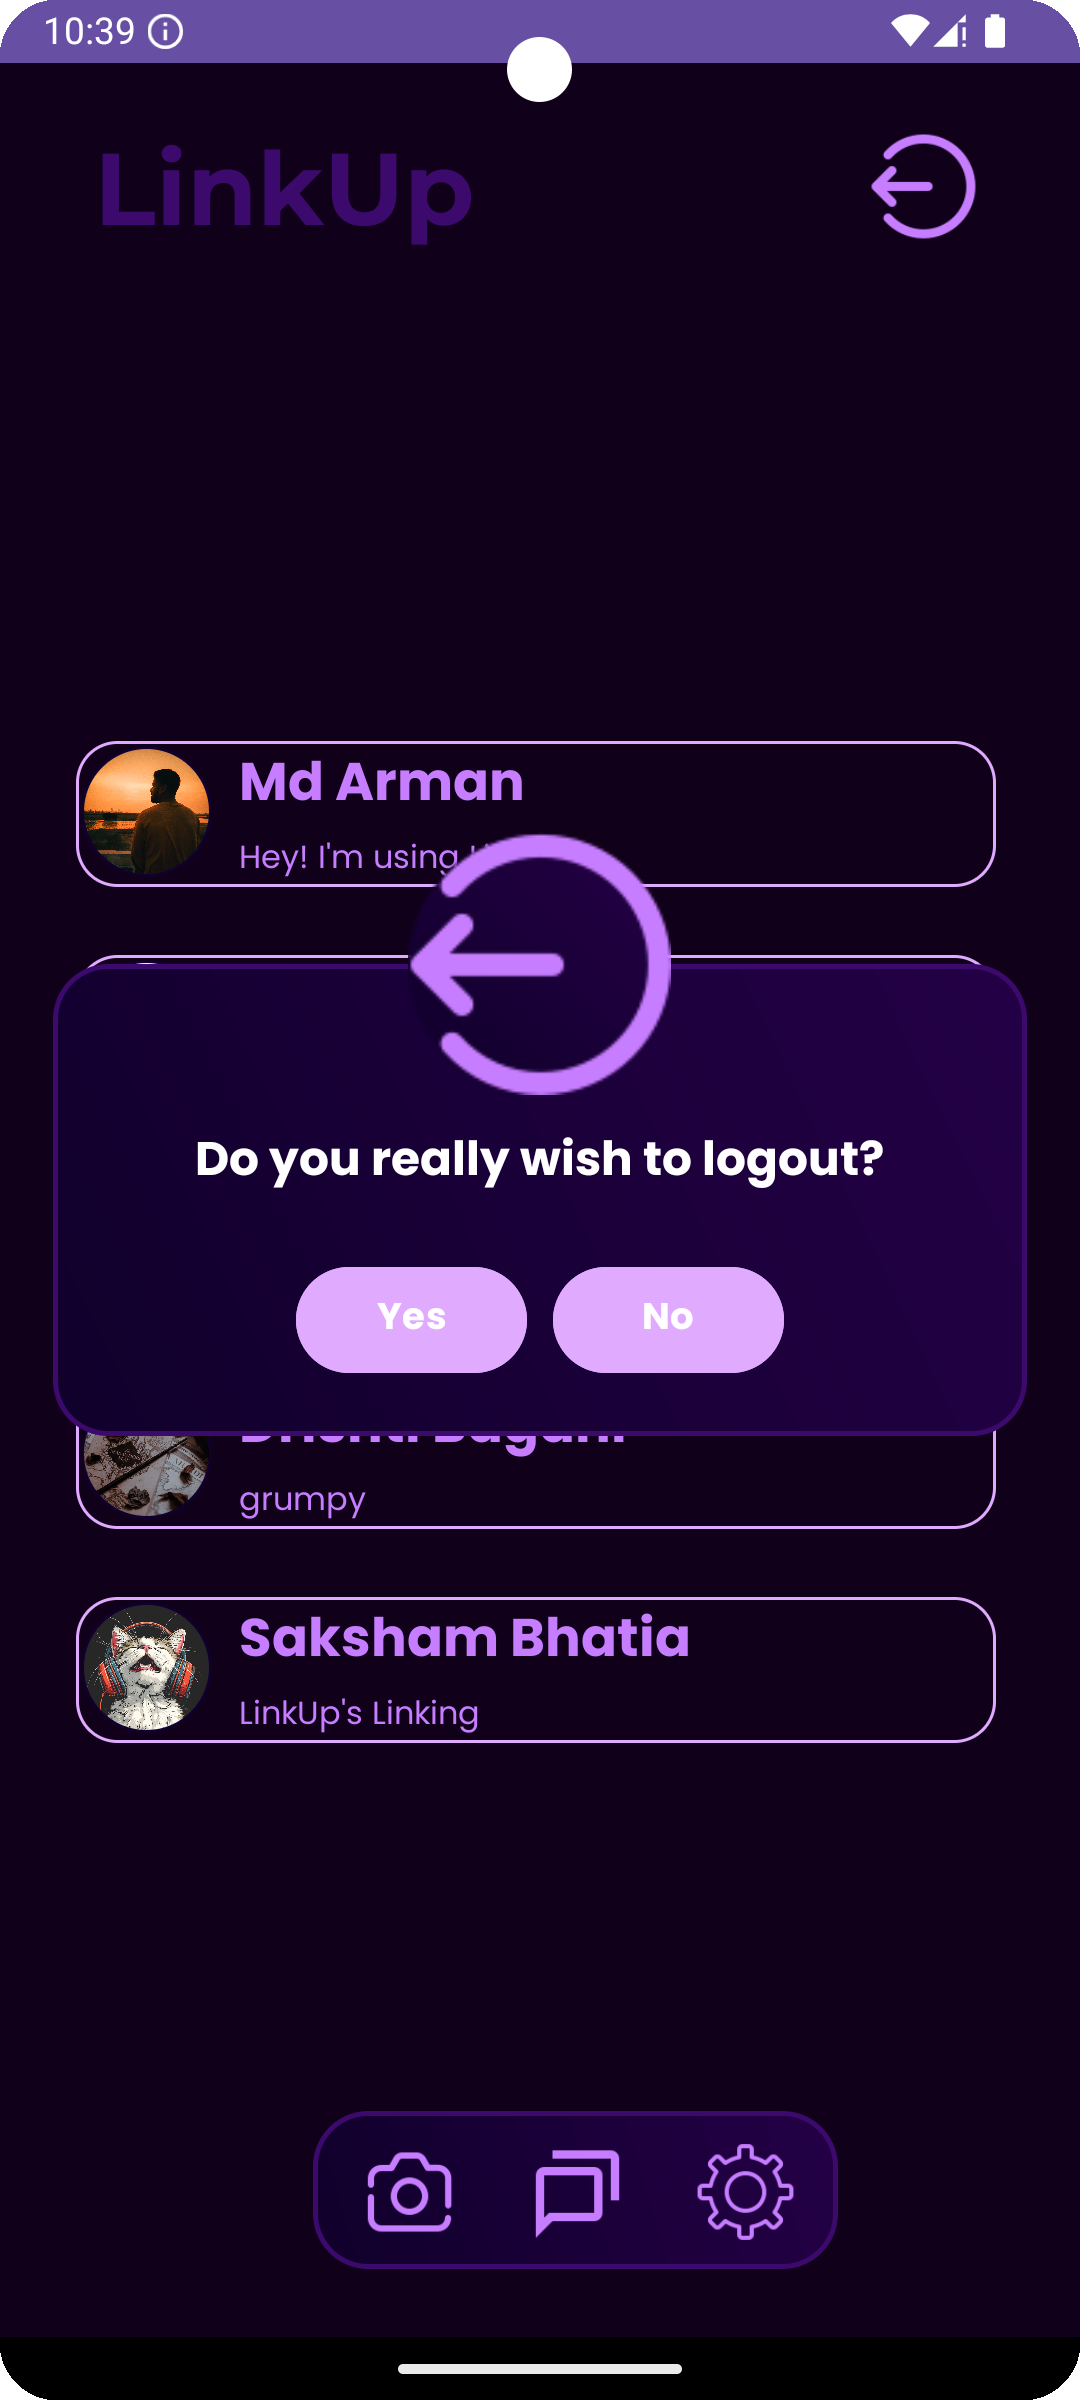 10:39
LinkUp
Md Arman
Hey! I'm using
Do you really wish to logout?
Yes
No
grumpy
Saksham Bhatia
LinkUp's Linking